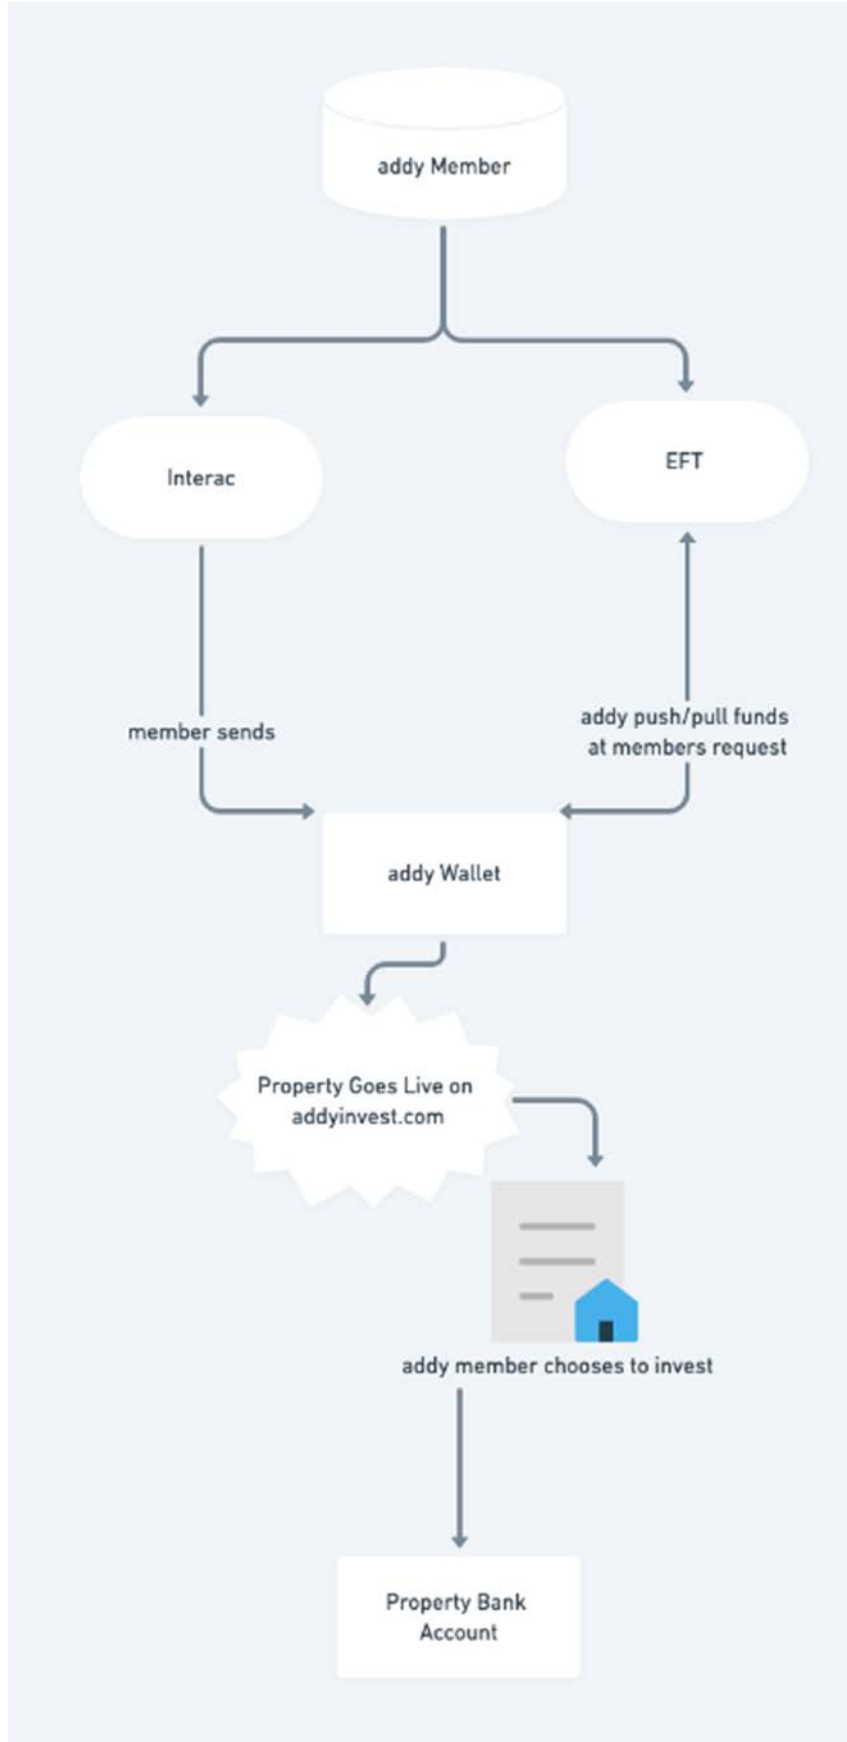 addy Member
Interac
EFT
member sends
addy push/pull funds
at members request
addy Wallet
Property Goes Live on
addyinvest.com
addy member chooses to invest
Property Bank
Account